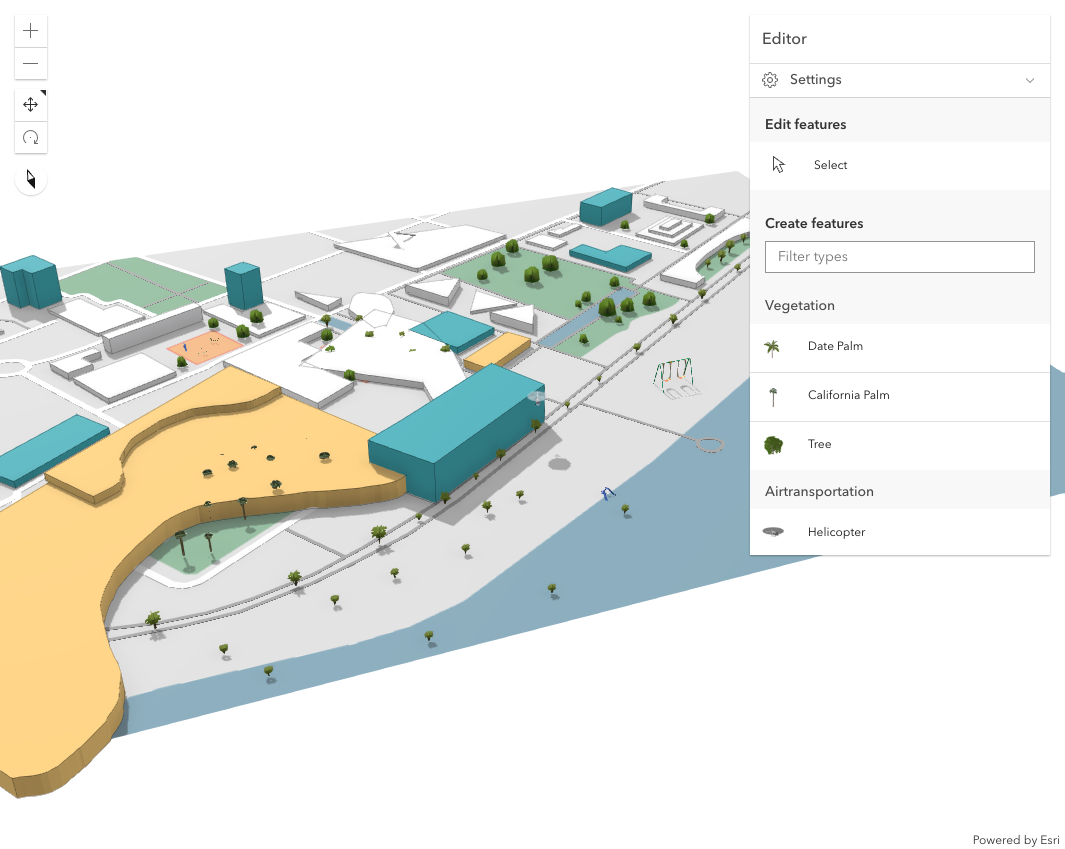 Editor
Settings
Edit features
Select
Create features
Filter types
Vegetation
Date Palm
California Palm
Tree
Airtransportation
Helicopter
Powered by Esri